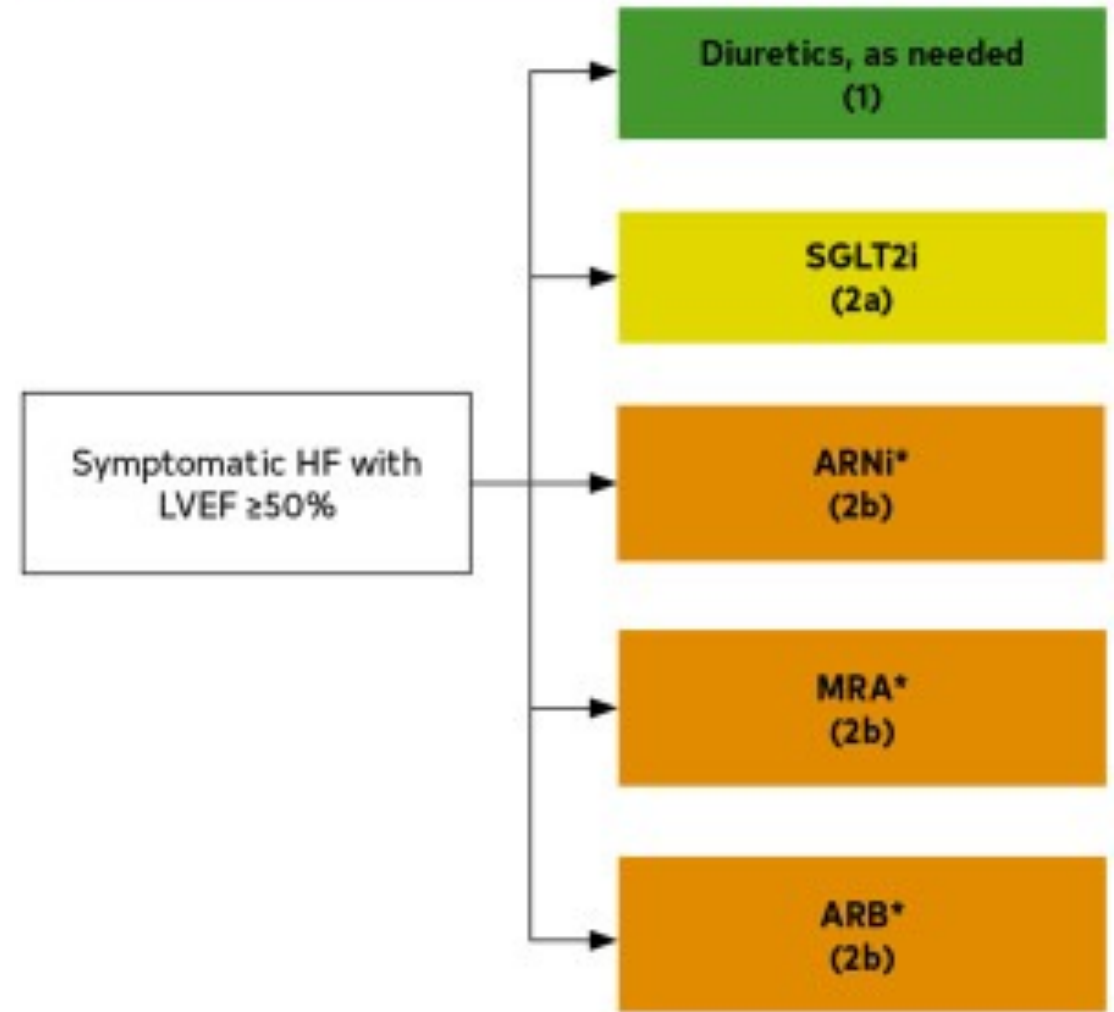 Diuretics, as needed
(1)
SGLT2i
(2a)
Symptomatic HF with
LVEF ≥50%
ARNi*
(2b)
MRA*
(2b)
ARB*
(2b)